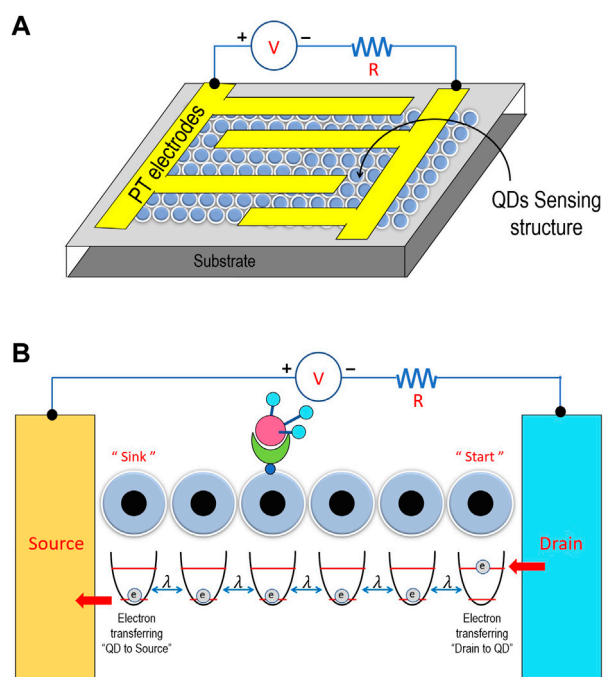 A
+ V −
R
PT electrodes
QDs Sensing
structure
Substrate
B
+ V −
R
“ Sink ” “ Start ”
Source Drain
λ λ λ λ λ
e e e e e e
Electron
transferring
“QD to Source”
Electron
transferring
“Drain to QD”